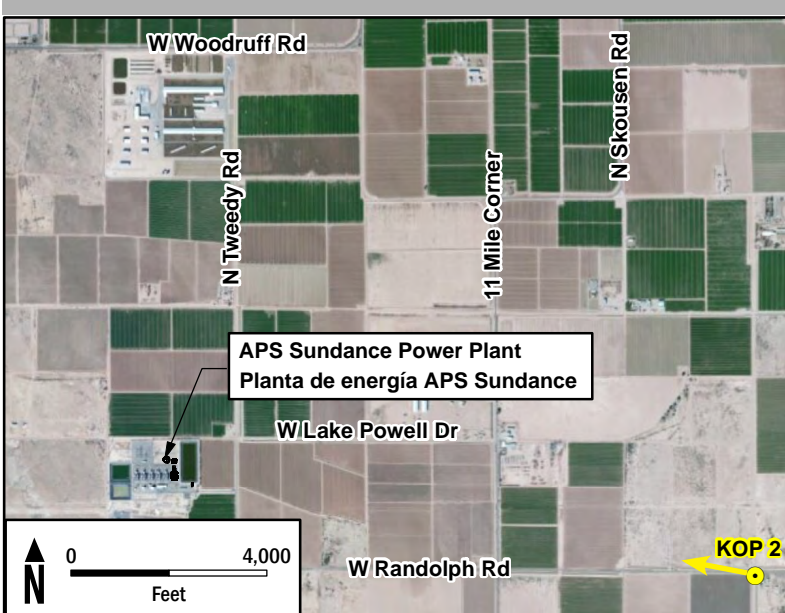 W Woodruff Rd
N Skousen Rd
N Tweedy Rd
11 Mile Corner
APS Sundance Power Plant
Planta de energía APS Sundance
W Lake Powell Dr
KOP 2
W Randolph Rd
N
0 4,000
Feet